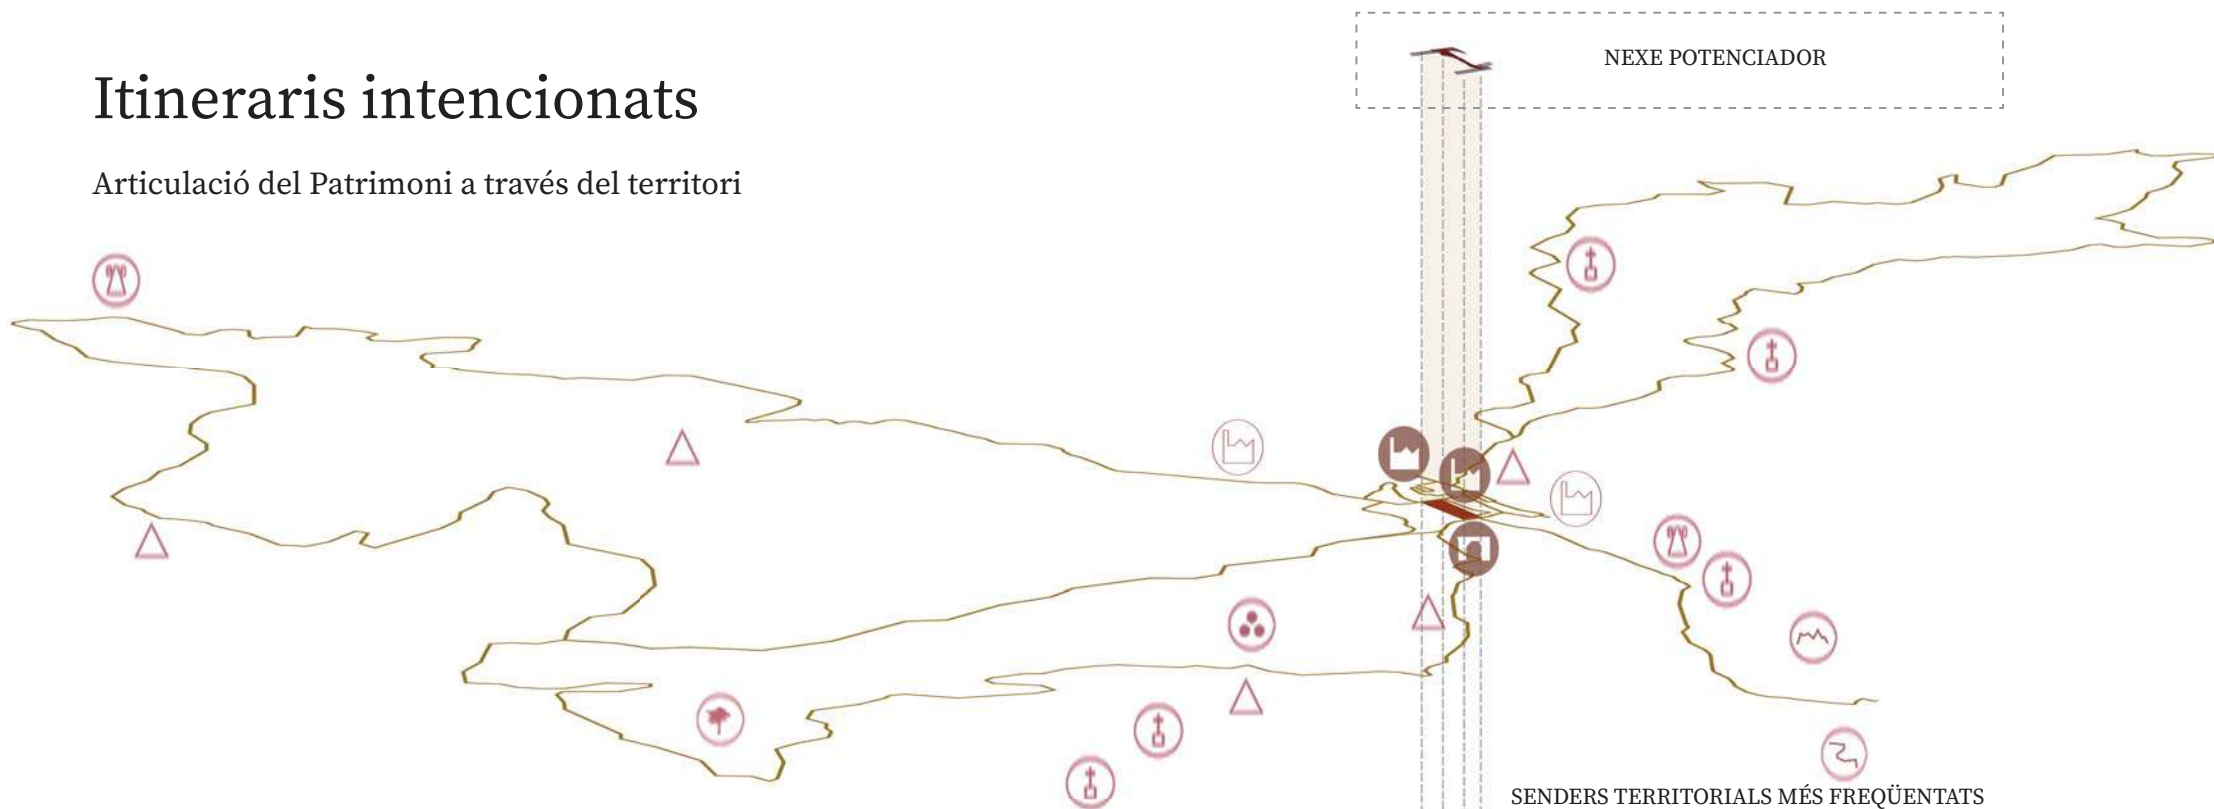 Itineraris intencionats
Articulació del Patrimoni a través del territori
NEXE POTENCIADOR
SENDERS TERRITORIALS MÉS FREQÜENTATS